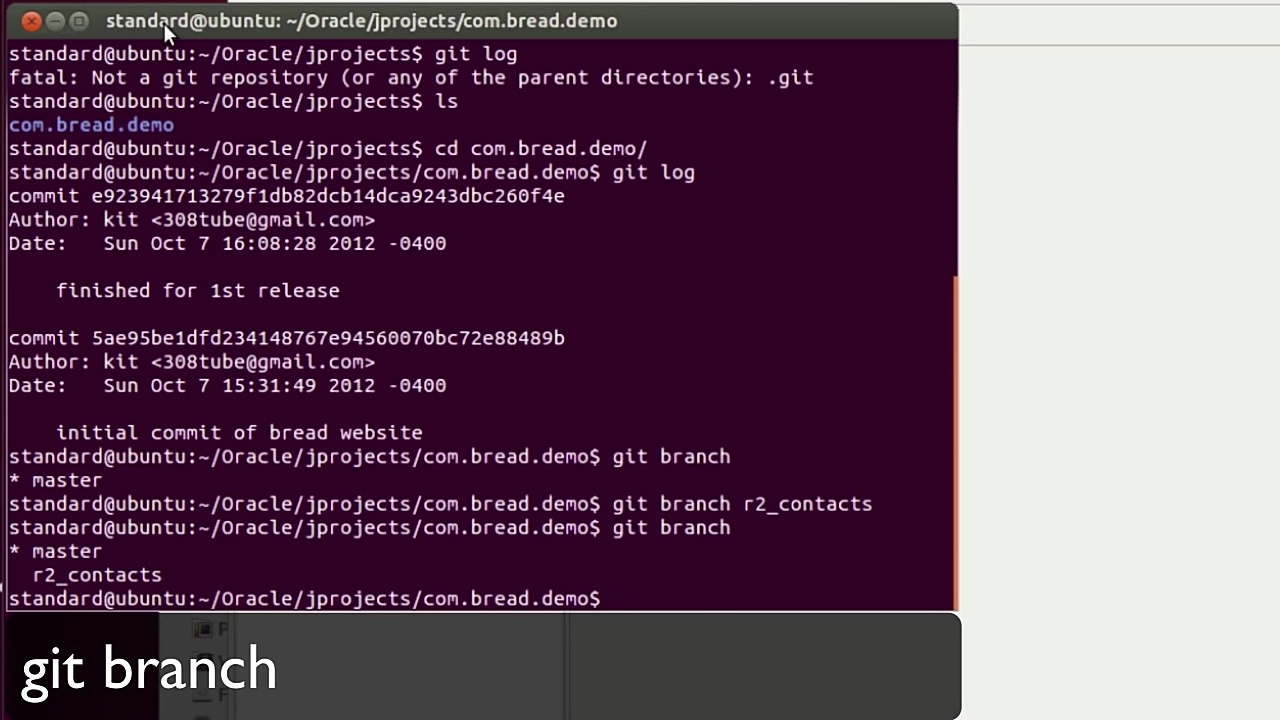 standard@ubuntu: ~/Oracle/jprojects/com.bread.demo
standard@ubuntu:~/Oracle/jprojects$ git log
fatal: Not a git repository (or any of the parent directories): .git
standard@ubuntu:~/Oracle/jprojects$ ls
com.bread.demo
standard@ubuntu:~/Oracle/jprojects$ cd com.bread.demo/
standard@ubuntu:~/Oracle/jprojects/com.bread.demo$ git log
commit e923941713279f1db82dcb14dca9243dbc260f4e
Author: kit <308tube@gmail.com>
Date:   Sun Oct 7 16:08:28 2012 -0400
    finished for 1st release
commit 5ae95be1dfd234148767e94560070bc72e88489b
Author: kit <308tube@gmail.com>
Date:   Sun Oct 7 15:31:49 2012 -0400
    initial commit of bread website
standard@ubuntu:~/Oracle/jprojects/com.bread.demo$ git branch
* master
standard@ubuntu:~/Oracle/jprojects/com.bread.demo$ git branch r2_contacts
standard@ubuntu:~/Oracle/jprojects/com.bread.demo$ git branch
* master
  r2_contacts
standard@ubuntu:~/Oracle/jprojects/com.bread.demo$
git branch